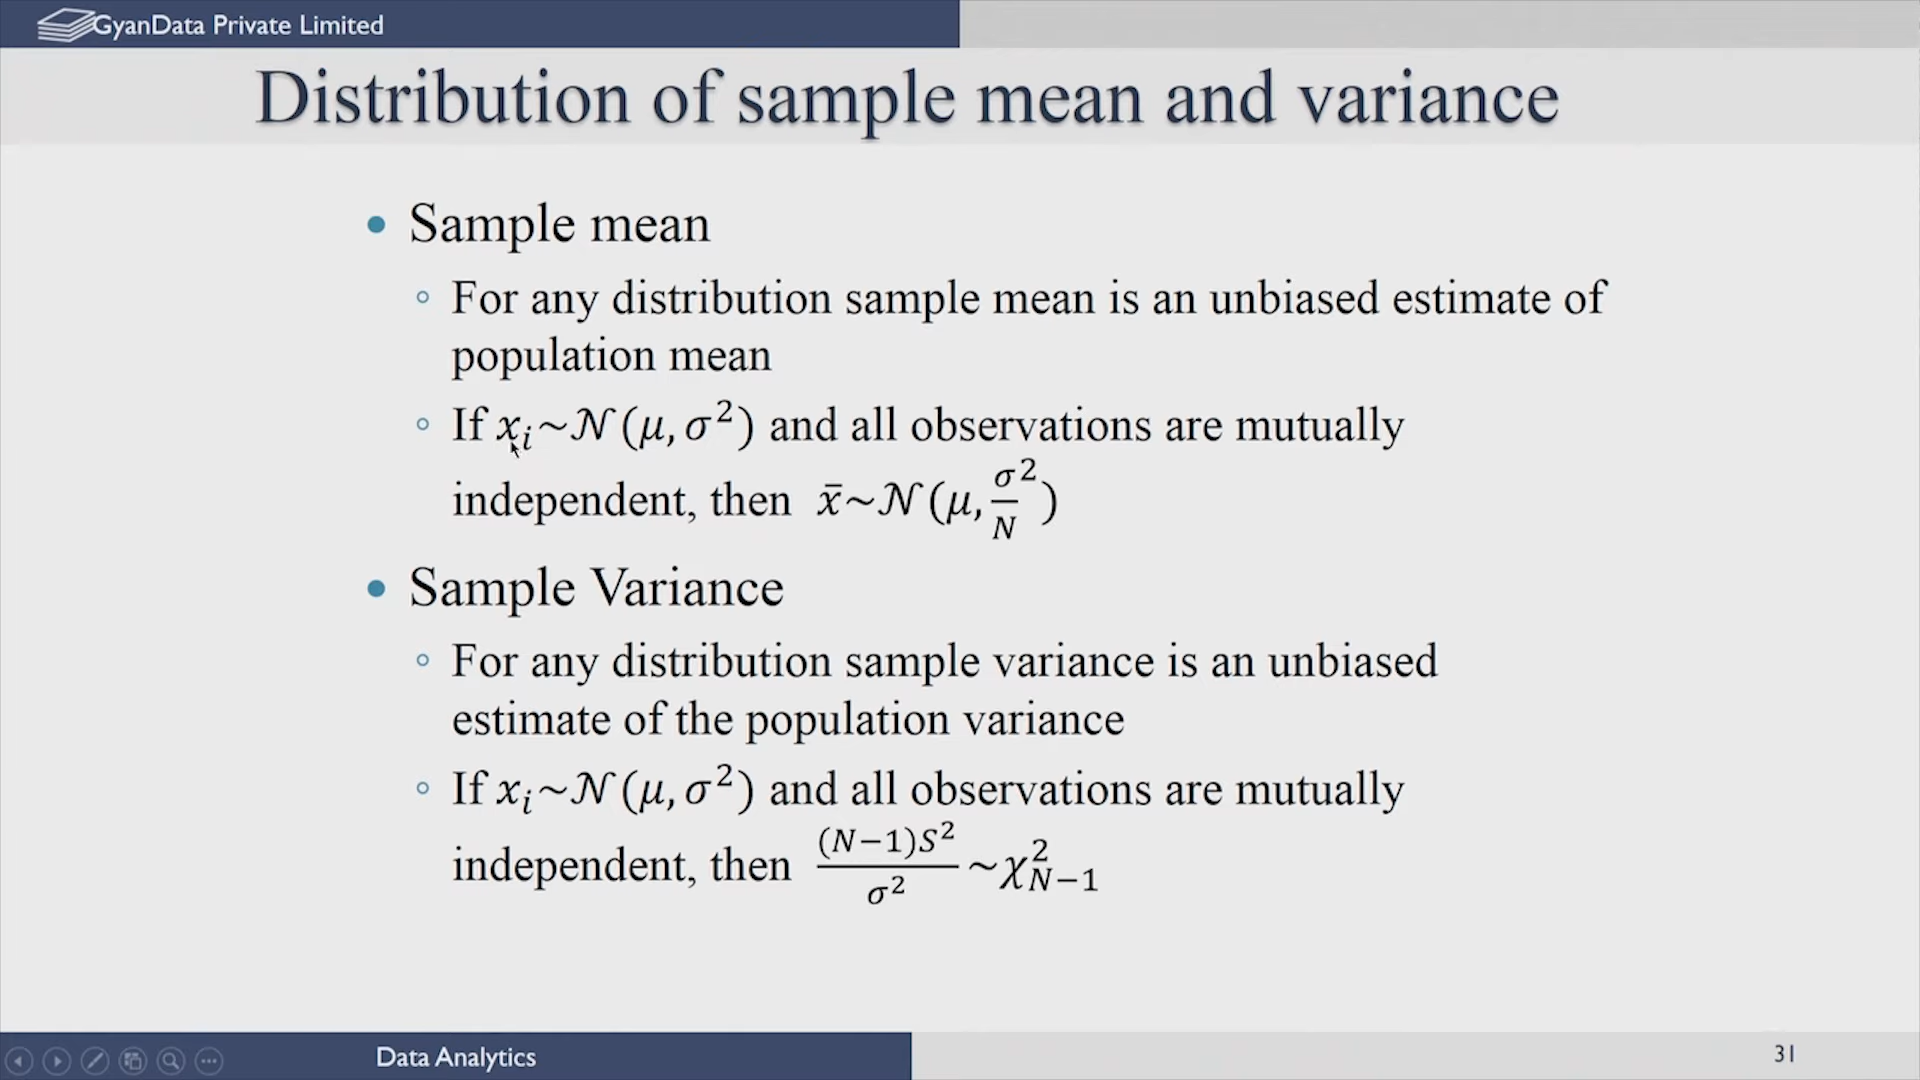 GyanData Private Limited
Distribution of sample mean and variance
• Sample mean
◦ For any distribution sample mean is an unbiased estimate of
population mean
◦ If xᵢ~𝒩(μ, σ²) and all observations are mutually
independent, then x̄~𝒩(μ, σ²/N)
• Sample Variance
◦ For any distribution sample variance is an unbiased
estimate of the population variance
◦ If xᵢ~𝒩(μ, σ²) and all observations are mutually
independent, then (N−1)S²/σ² ~χ²_{N−1}
Data Analytics
31